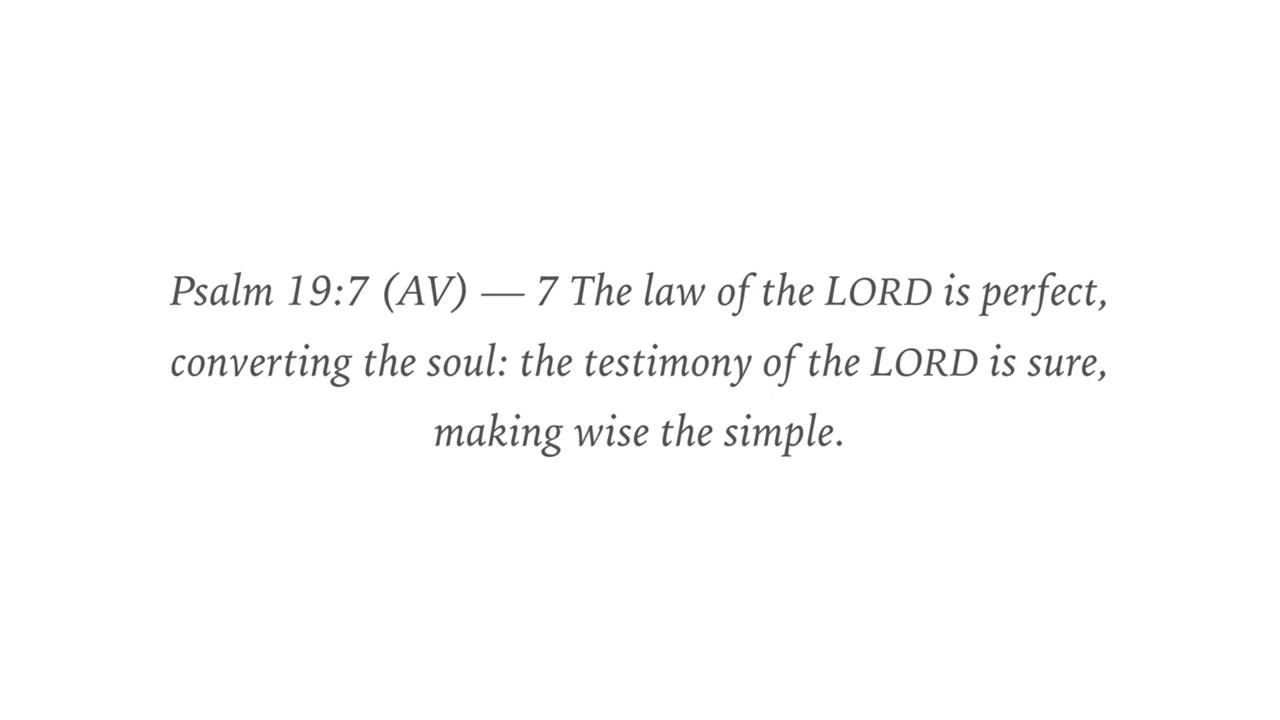 Psalm 19:7 (AV) — 7 The law of the LORD is perfect,
converting the soul: the testimony of the LORD is sure,
making wise the simple.